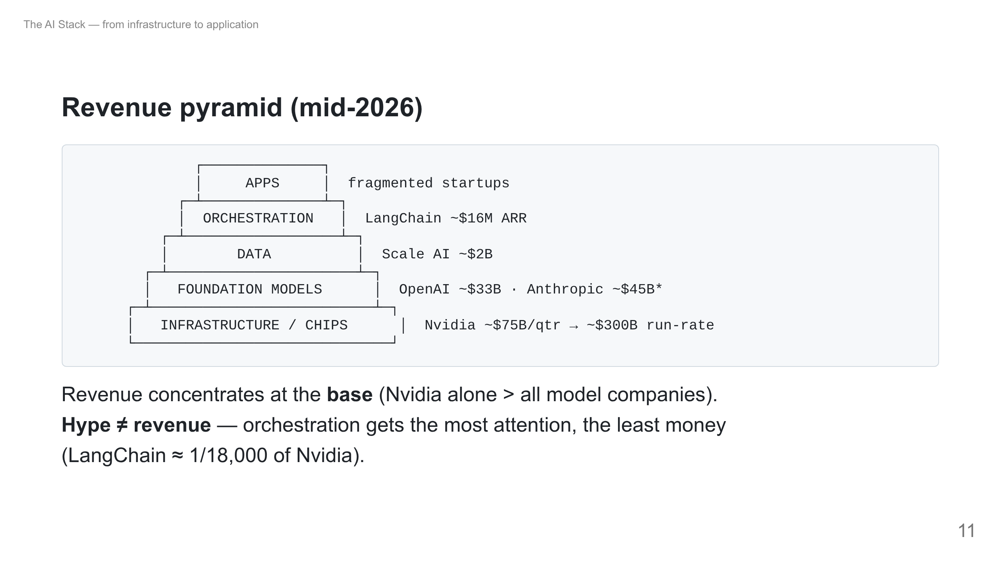 The AI Stack — from infrastructure to application
Revenue pyramid (mid-2026)
APPS fragmented startups
ORCHESTRATION LangChain ~$16M ARR
DATA Scale AI ~$2B
FOUNDATION MODELS OpenAI ~$33B · Anthropic ~$45B*
INFRASTRUCTURE / CHIPS Nvidia ~$75B/qtr → ~$300B run-rate
Revenue concentrates at the base (Nvidia alone > all model companies).
Hype ≠ revenue — orchestration gets the most attention, the least money
(LangChain ≈ 1/18,000 of Nvidia).
11